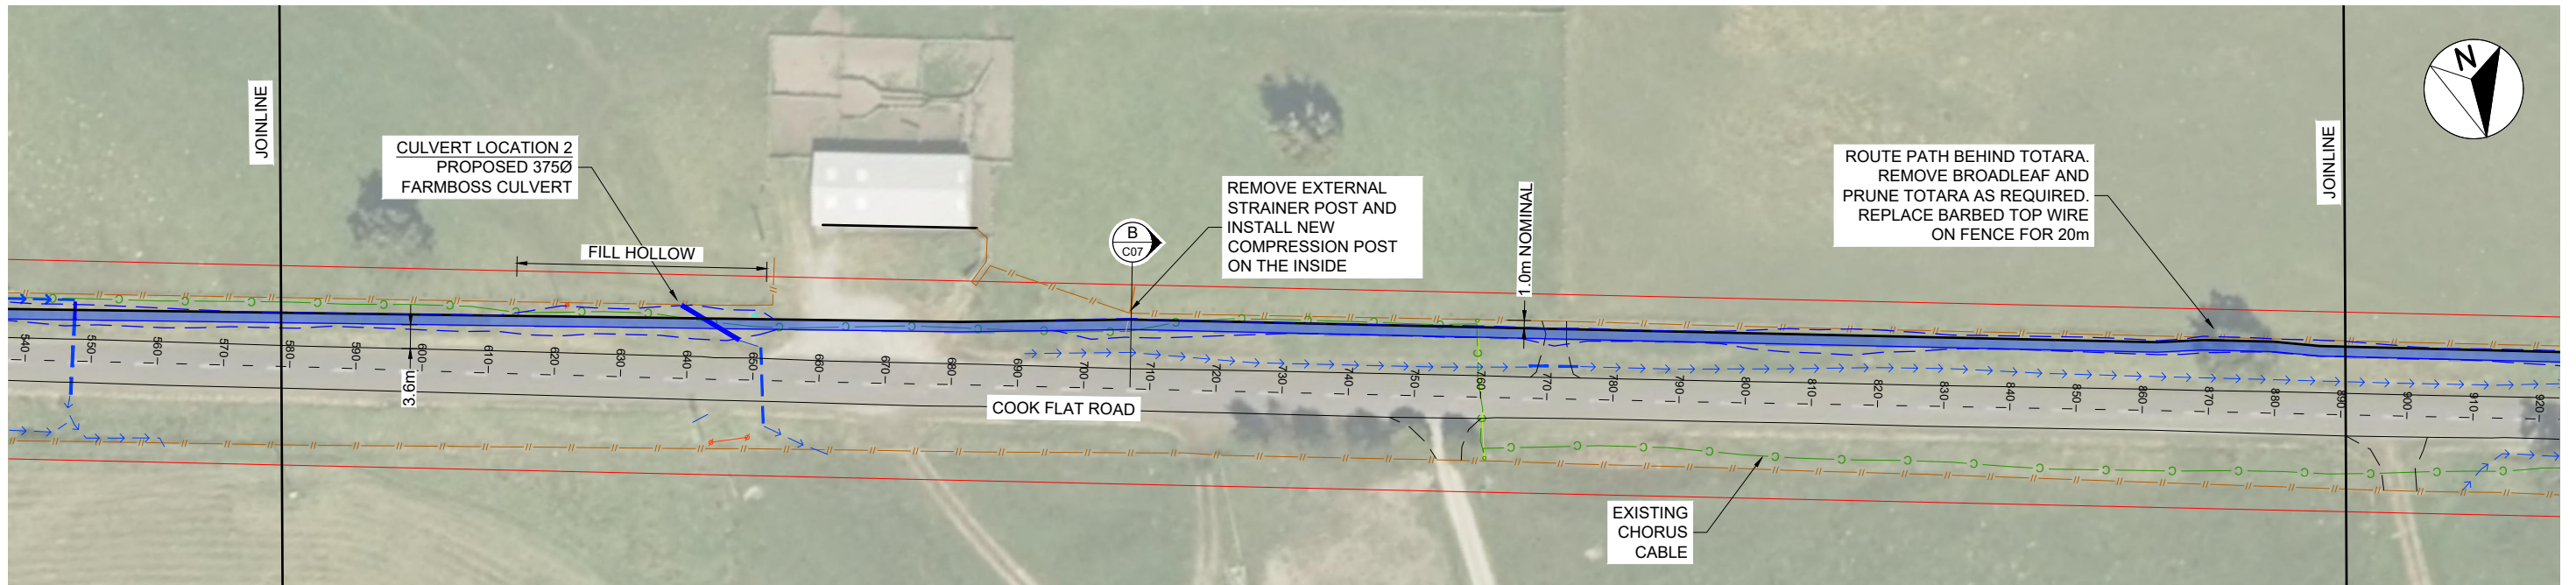 JOINLINE
CULVERT LOCATION 2
PROPOSED 375Ø
FARMBOSS CULVERT
FILL HOLLOW
B
C07
REMOVE EXTERNAL
STRAINER POST AND
INSTALL NEW
COMPRESSION POST
ON THE INSIDE
1.0m NOMINAL
ROUTE PATH BEHIND TOTARA.
REMOVE BROADLEAF AND
PRUNE TOTARA AS REQUIRED.
REPLACE BARBED TOP WIRE
ON FENCE FOR 20m
JOINLINE
N
540
550
560
570
580
590
600
610
620
630
640
650
660
670
680
690
700
710
720
730
740
750
760
770
780
790
800
810
820
830
840
850
860
870
880
890
900
910
920
3.6m
COOK FLAT ROAD
EXISTING
CHORUS
CABLE
C C C C C C C C C C C C C C C C C
C C C C C C C C C C C C C C C C C